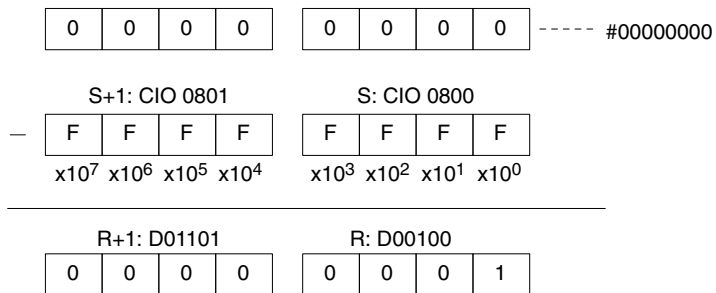 0 0 0 0 0 0 0 0 ----- #00000000
S+1: CIO 0801 S: CIO 0800
– F F F F F F F F
x10⁷ x10⁶ x10⁵ x10⁴ x10³ x10² x10¹ x10⁰
R+1: D01101 R: D00100
0 0 0 0 0 0 0 1